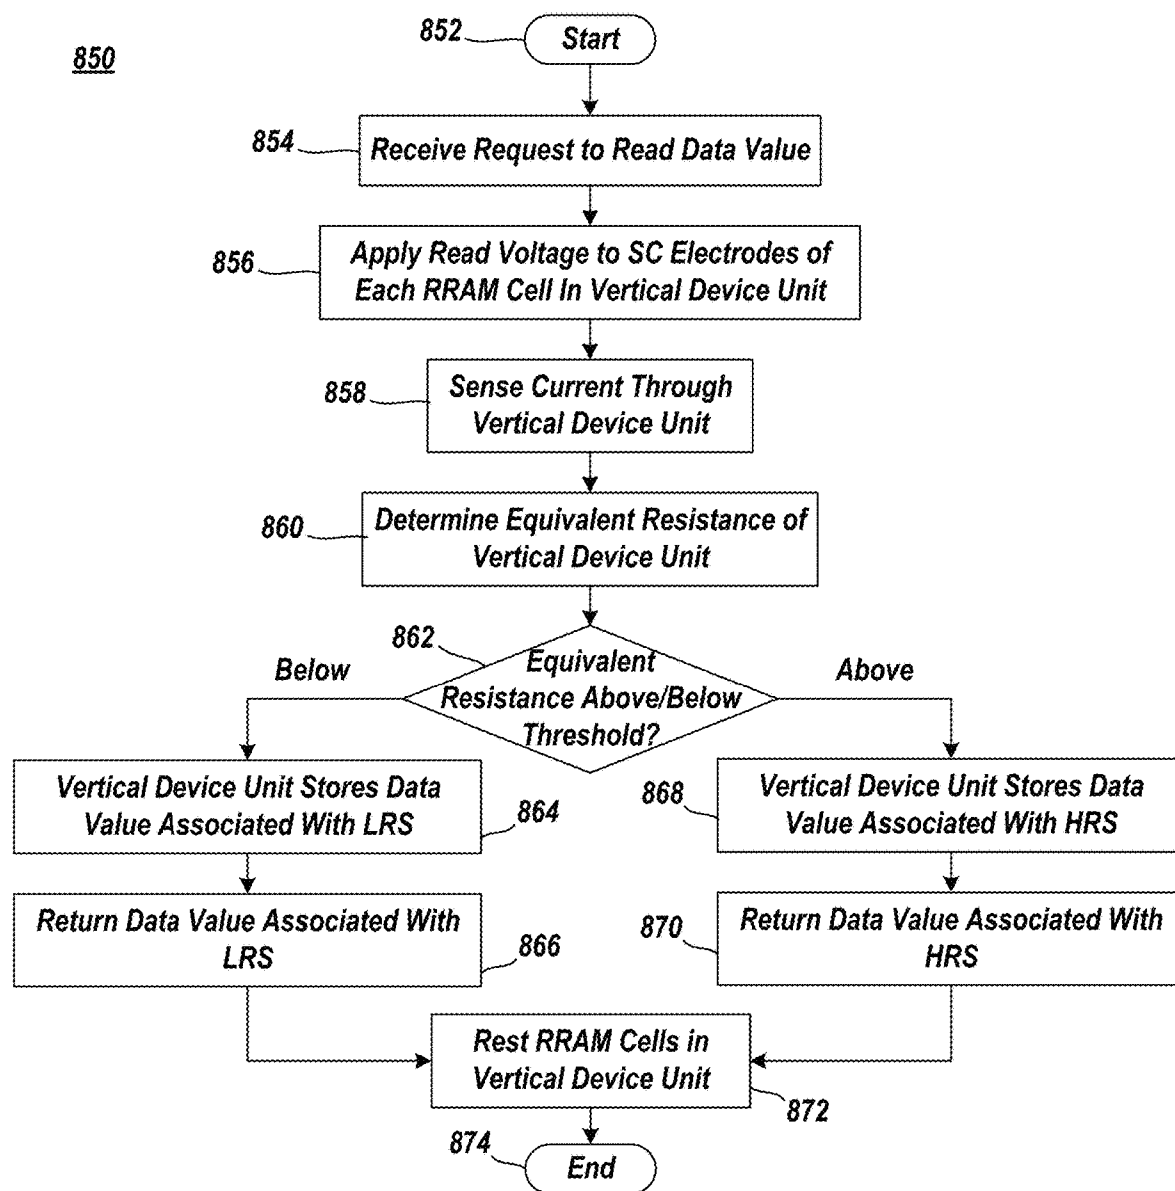 850
852
Start
854
Receive Request to Read Data Value
856
Apply Read Voltage to SC Electrodes of
Each RRAM Cell In Vertical Device Unit
858
Sense Current Through
Vertical Device Unit
860
Determine Equivalent Resistance of
Vertical Device Unit
862
Equivalent
Resistance Above/Below
Threshold?
Below
Above
Vertical Device Unit Stores Data
Value Associated With LRS
864
868
Vertical Device Unit Stores Data
Value Associated With HRS
Return Data Value Associated With
LRS
866
870
Return Data Value Associated With
HRS
Rest RRAM Cells in
Vertical Device Unit
872
874
End